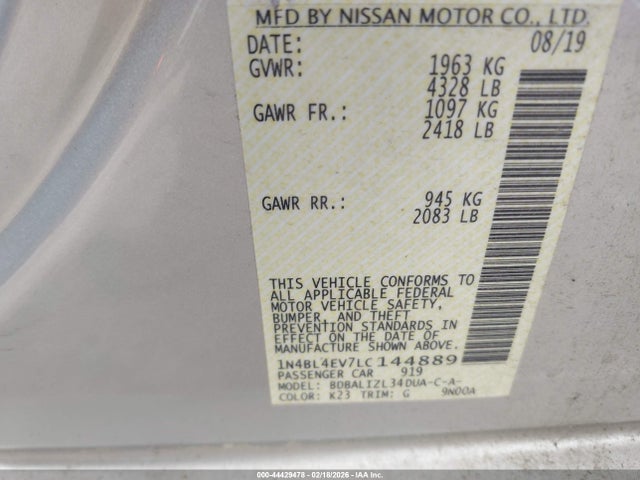 MFD BY NISSAN MOTOR CO., LTD.
DATE: 08/19
GVWR: 1963 KG
4328 LB
GAWR FR.: 1097 KG
2418 LB
GAWR RR.: 945 KG
2083 LB
THIS VEHICLE CONFORMS TO
ALL APPLICABLE FEDERAL
MOTOR VEHICLE SAFETY,
BUMPER, AND THEFT
PREVENTION STANDARDS IN
EFFECT ON THE DATE OF
MANUFACTURE SHOWN ABOVE.
1N4BL4EV7LC144889
PASSENGER CAR 919
MODEL: BDBALIZL34DUA-C-A-
COLOR: K23 TRIM: G 9N00A
000-44429478 - 02/18/2026 - IAA, Inc.